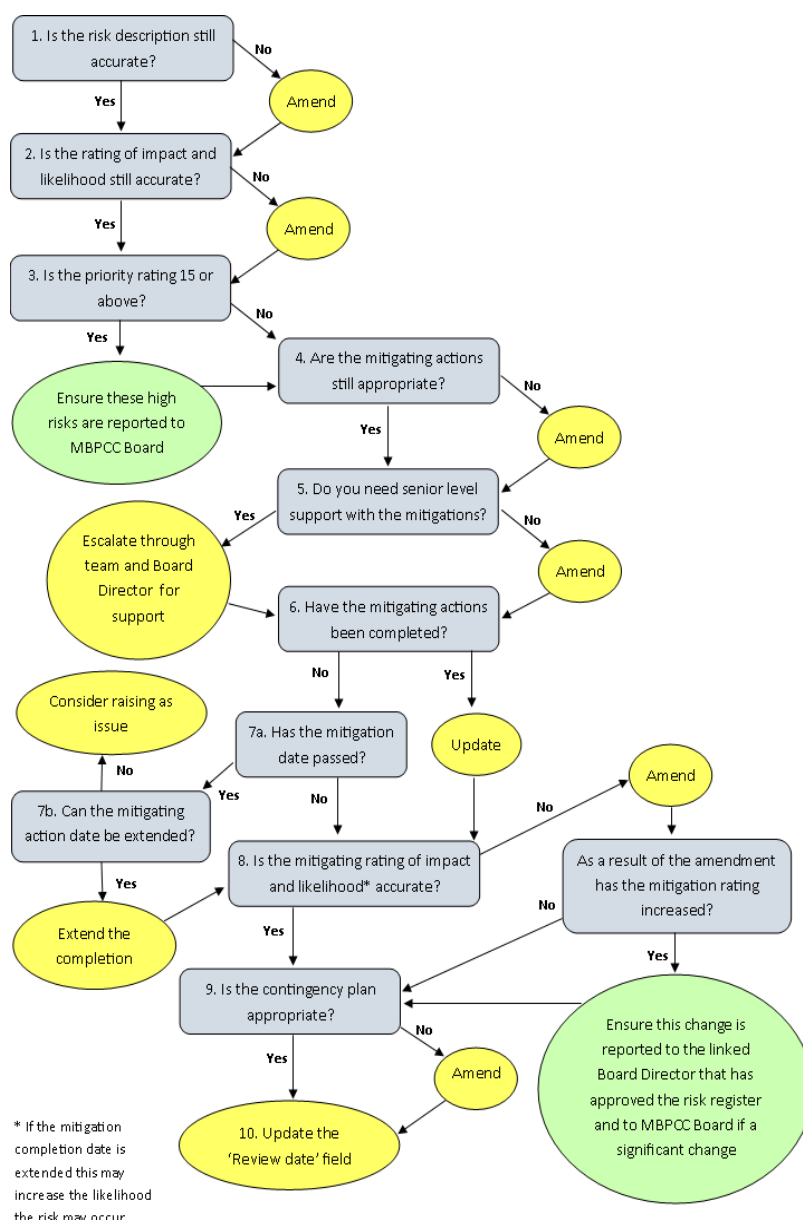 1. Is the risk description still
accurate?
No
Yes
Amend
2. Is the rating of impact and
likelihood still accurate?
No
Yes
Amend
3. Is the priority rating 15 or
above?
No
Yes
4. Are the mitigating actions
still appropriate?
No
Ensure these high
risks are reported to
MBPCC Board
Yes
Amend
5. Do you need senior level
support with the mitigations?
Yes
No
Escalate through
team and Board
Director for
support
Amend
6. Have the mitigating actions
been completed?
No
Yes
Consider raising as
issue
7a. Has the mitigation
date passed?
Update
No
Yes
No
Amend
No
7b. Can the mitigating
action date be extended?
8. Is the mitigating rating of impact
and likelihood* accurate?
As a result of the amendment
has the mitigation rating
increased?
Yes
No
Extend the
completion
Yes
Yes
9. Is the contingency plan
appropriate?
No
Yes
Amend
Ensure this change is
reported to the linked
Board Director that has
approved the risk register
and to MBPCC Board if a
significant change
10. Update the
'Review date' field
* If the mitigation
completion date is
extended this may
increase the likelihood
the risk may occur